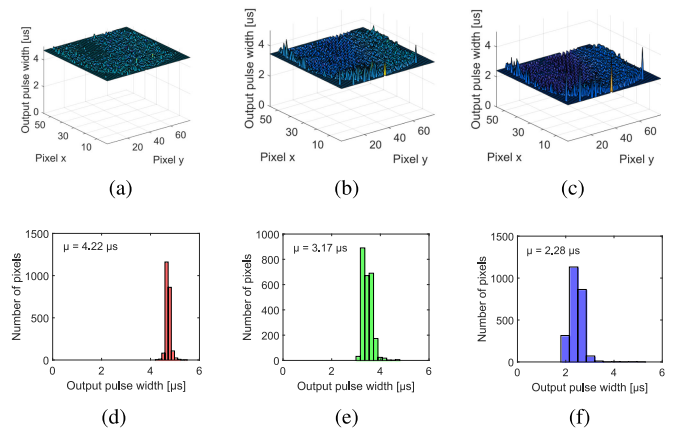 Output pulse width [us]
4
2
0
50
30
10
Pixel x
20
40
60
Pixel y
(a)
Output pulse width [us]
4
2
0
50
30
10
Pixel x
20
40
60
Pixel y
(b)
Output pulse width [us]
4
2
0
50
30
10
Pixel x
20
40
60
Pixel y
(c)
Number of pixels
1500
1000
500
0
μ = 4.22 μs
0 2 4 6
Output pulse width [μs]
(d)
Number of pixels
1000
800
600
400
200
0
μ = 3.17 μs
0 2 4 6
Output pulse width [μs]
(e)
Number of pixels
1500
1000
500
0
μ = 2.28 μs
0 2 4 6
Output pulse width [μs]
(f)